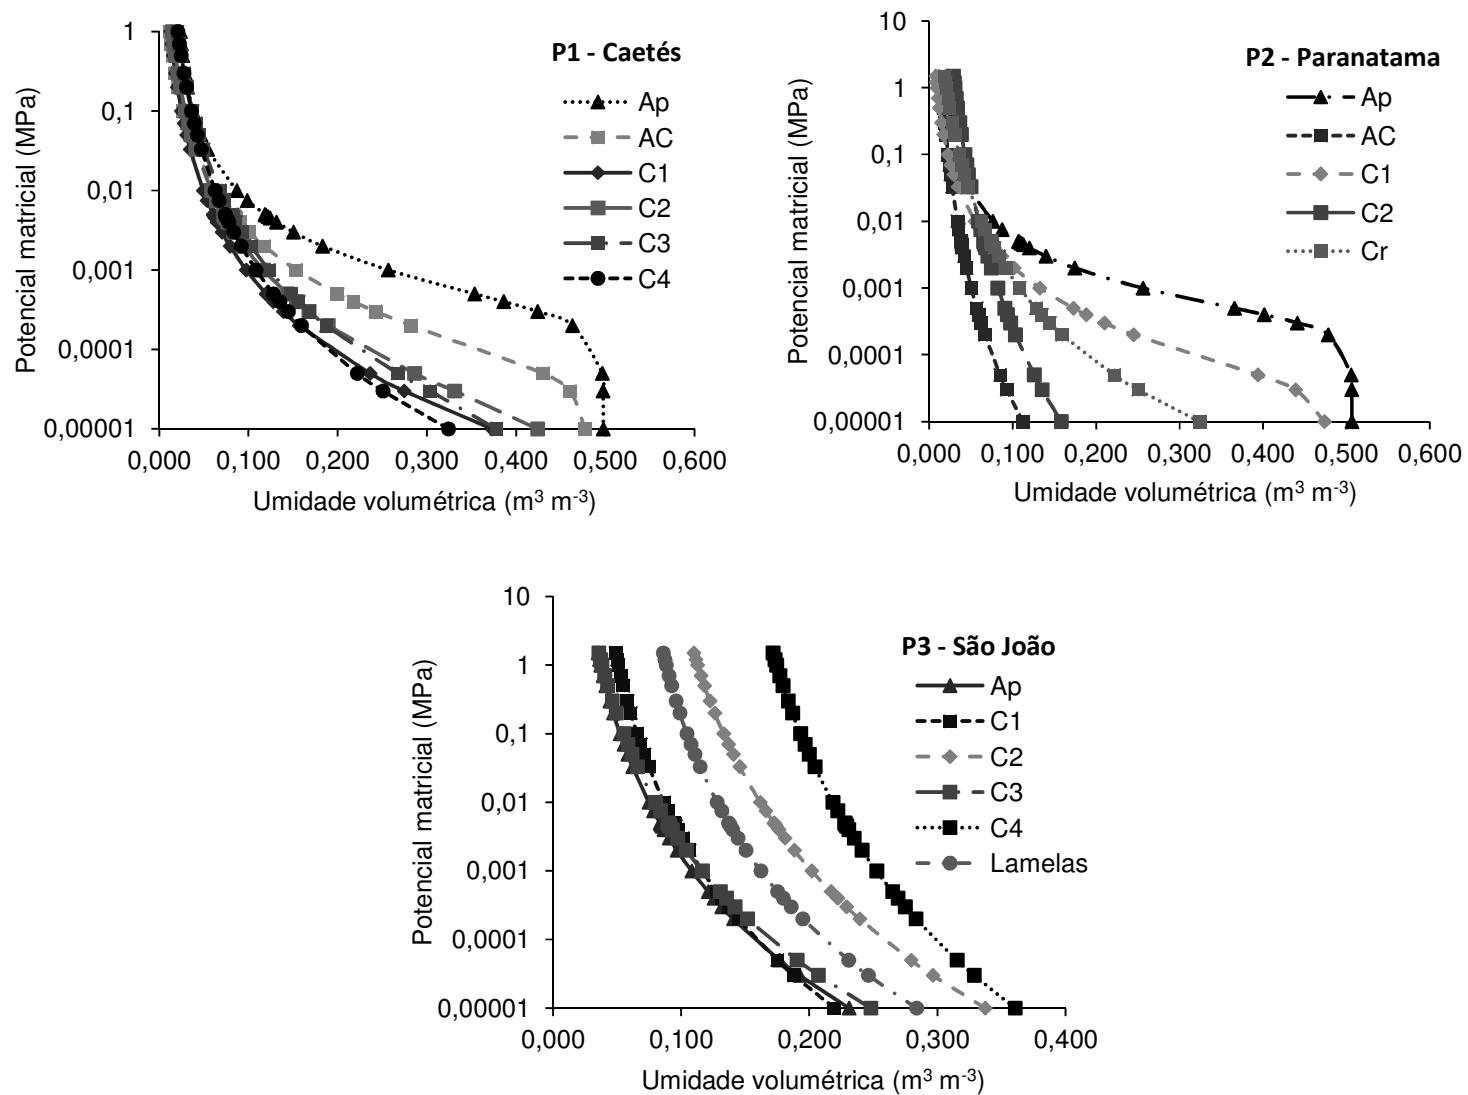 P1 - Caetés
Potencial matricial (MPa)
1
0,1
0,01
0,001
0,0001
0,00001
0,000 0,100 0,200 0,300 0,400 0,500 0,600
Umidade volumétrica (m³ m⁻³)
Ap
AC
C1
C2
C3
C4
P2 - Paranatama
Potencial matricial (MPa)
10
1
0,1
0,01
0,001
0,0001
0,00001
0,000 0,100 0,200 0,300 0,400 0,500 0,600
Umidade volumétrica (m³ m⁻³)
Ap
AC
C1
C2
Cr
P3 - São João
Potencial matricial (MPa)
10
1
0,1
0,01
0,001
0,0001
0,00001
0,000 0,100 0,200 0,300 0,400
Umidade volumétrica (m³ m⁻³)
Ap
C1
C2
C3
C4
Lamelas